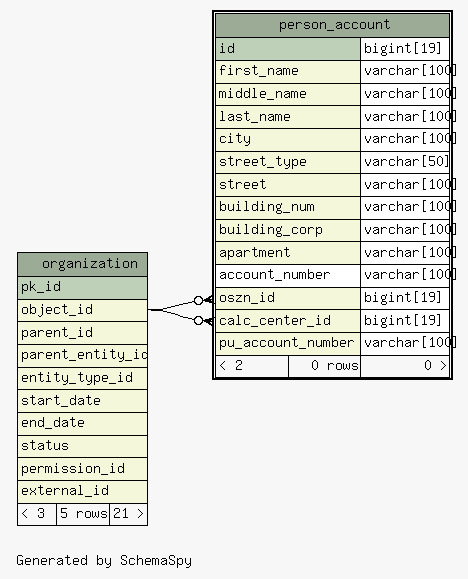 person_account
id bigint[19]
first_name varchar[100]
middle_name varchar[100]
last_name varchar[100]
city varchar[100]
street_type varchar[50]
street varchar[100]
building_num varchar[100]
building_corp varchar[100]
apartment varchar[100]
account_number varchar[100]
oszn_id bigint[19]
calc_center_id bigint[19]
pu_account_number varchar[100]
< 2 0 rows 0 >
organization
pk_id
object_id
parent_id
parent_entity_id
entity_type_id
start_date
end_date
status
permission_id
external_id
< 3 5 rows 21 >
Generated by SchemaSpy